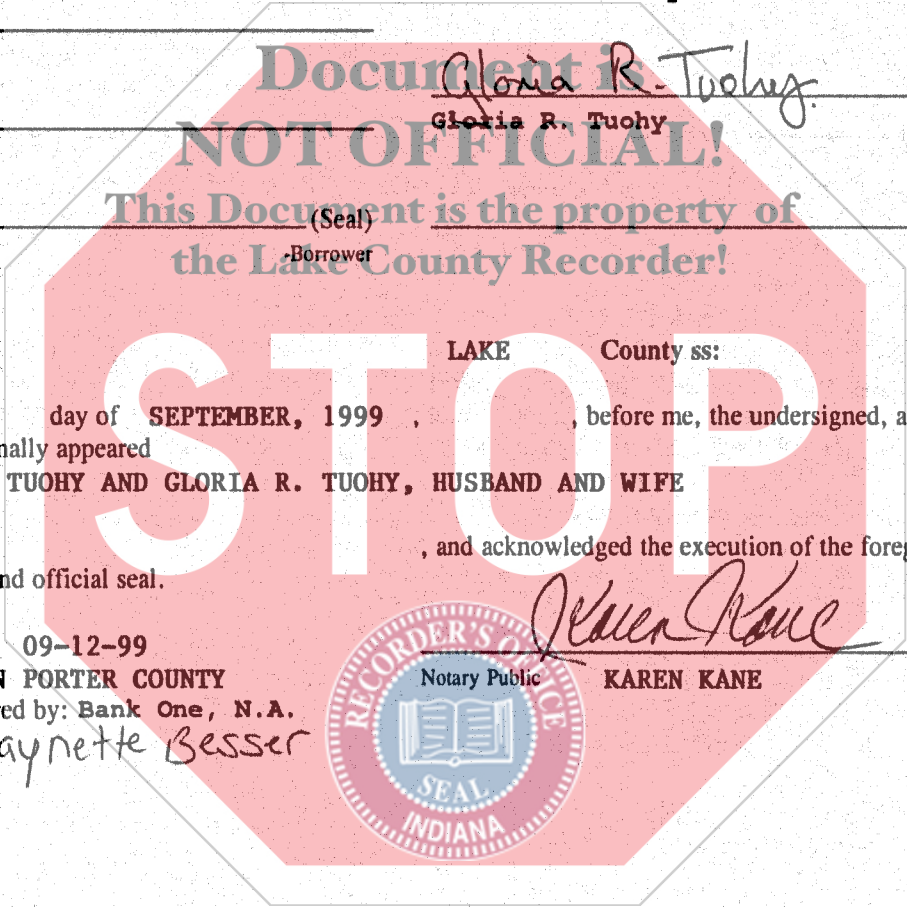 Document is
Gloria R. Tuohy
Gloria R. Tuohy
NOT OFFICIAL!
This Document is the property of
(Seal)
-Borrower
the Lake County Recorder!
STOP
LAKE County ss:
day of SEPTEMBER, 1999 , , before me, the undersigned, a
nally appeared
TUOHY AND GLORIA R. TUOHY, HUSBAND AND WIFE
, and acknowledged the execution of the foreg
nd official seal.
Karen Kane
09-12-99
N PORTER COUNTY
Notary Public KAREN KANE
ed by: Bank One, N.A.
aynette Besser
RECORDER'S OFFICE
SEAL
INDIANA